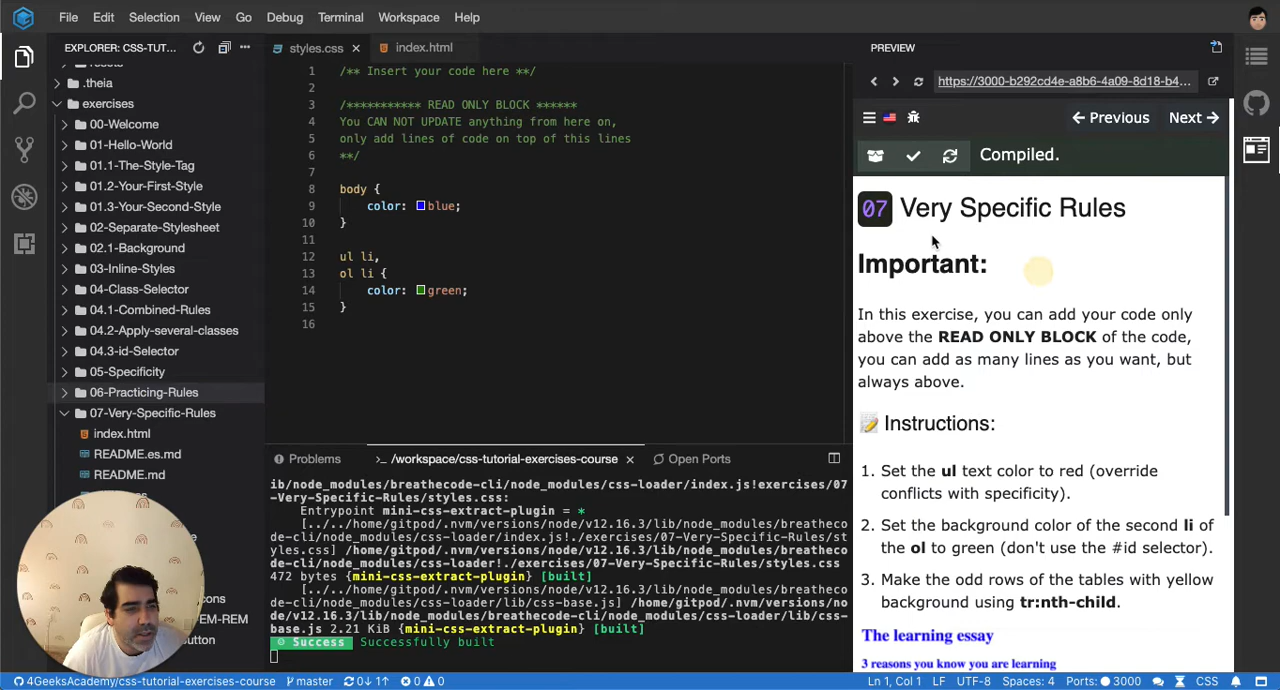 File Edit Selection View Go Debug Terminal Workspace Help
EXPLORER: CSS-TUT...
.theia
exercises
00-Welcome
01-Hello-World
01.1-The-Style-Tag
01.2-Your-First-Style
01.3-Your-Second-Style
02-Separate-Stylesheet
02.1-Background
03-Inline-Styles
04-Class-Selector
04.1-Combined-Rules
04.2-Apply-several-classes
04.3-id-Selector
05-Specificity
06-Practicing-Rules
07-Very-Specific-Rules
index.html
README.es.md
README.md
styles.css index.html
1 /** Insert your code here **/
2
3 /*********** READ ONLY BLOCK ******
4 You CAN NOT UPDATE anything from here on,
5 only add lines of code on top of this lines
6 **/
7
8 body {
9 color: blue;
10 }
11
12 ul li,
13 ol li {
14 color: green;
15 }
16
Problems >_ /workspace/css-tutorial-exercises-course Open Ports
ib/node_modules/breathecode-cli/node_modules/css-loader/index.js!exercises/07
-Very-Specific-Rules/styles.css:
Entrypoint mini-css-extract-plugin = *
[../../home/gitpod/.nvm/versions/node/v12.16.3/lib/node_modules/breatheco
de-cli/node_modules/css-loader/index.js!./exercises/07-Very-Specific-Rules/st
yles.css] /home/gitpod/.nvm/versions/node/v12.16.3/lib/node_modules/breatheco
de-cli/node_modules/css-loader!./exercises/07-Very-Specific-Rules/styles.css
472 bytes {mini-css-extract-plugin} [built]
[../../home/gitpod/.nvm/versions/node/v12.16.3/lib/node_modules/breatheco
de-cli/node_modules/css-loader/lib/css-base.js] /home/gitpod/.nvm/versions/no
de/v12.16.3/lib/node_modules/breathecode-cli/node_modules/css-loader/lib/css-
base.js 2.21 KiB {mini-css-extract-plugin} [built]
Success Successfully built
PREVIEW
https://3000-b292cd4e-a8b6-4a09-8d18-b4...
← Previous Next →
Compiled.
07 Very Specific Rules
Important:
In this exercise, you can add your code only
above the READ ONLY BLOCK of the code,
you can add as many lines as you want, but
always above.
Instructions:
1. Set the ul text color to red (override
conflicts with specificity).
2. Set the background color of the second li of
the ol to green (don't use the #id selector).
3. Make the odd rows of the tables with yellow
background using tr:nth-child.
The learning essay
3 reasons you know you are learning
4GeeksAcademy/css-tutorial-exercises-course master 0↓ 1↑ 0 0 Ln 1, Col 1 LF UTF-8 Spaces: 4 Ports: 3000 CSS